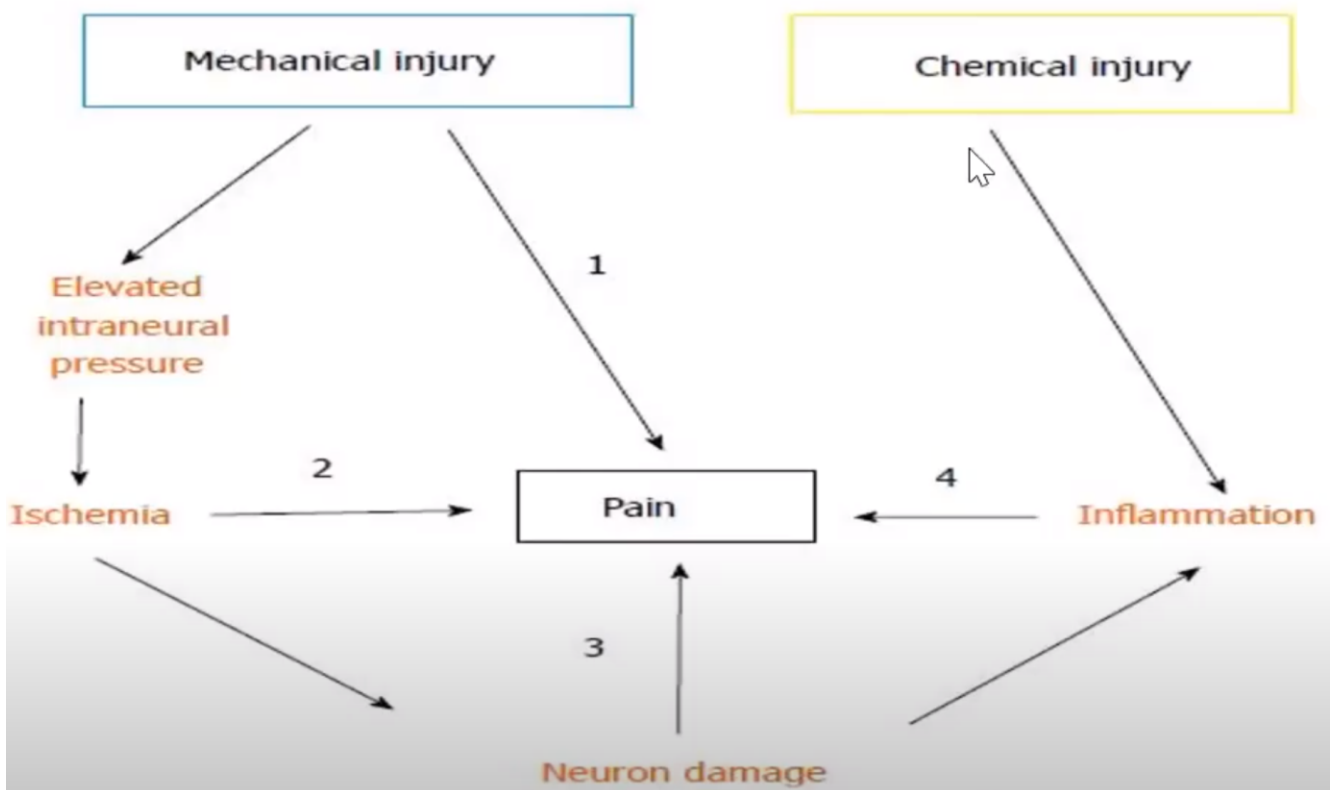 Mechanical injury
Chemical injury
1
Elevated
intraneural
pressure
2
4
Ischemia
Pain
Inflammation
3
Neuron damage